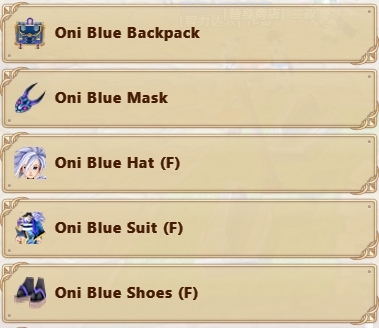 Oni Blue Backpack
Oni Blue Mask
Oni Blue Hat (F)
Oni Blue Suit (F)
Oni Blue Shoes (F)